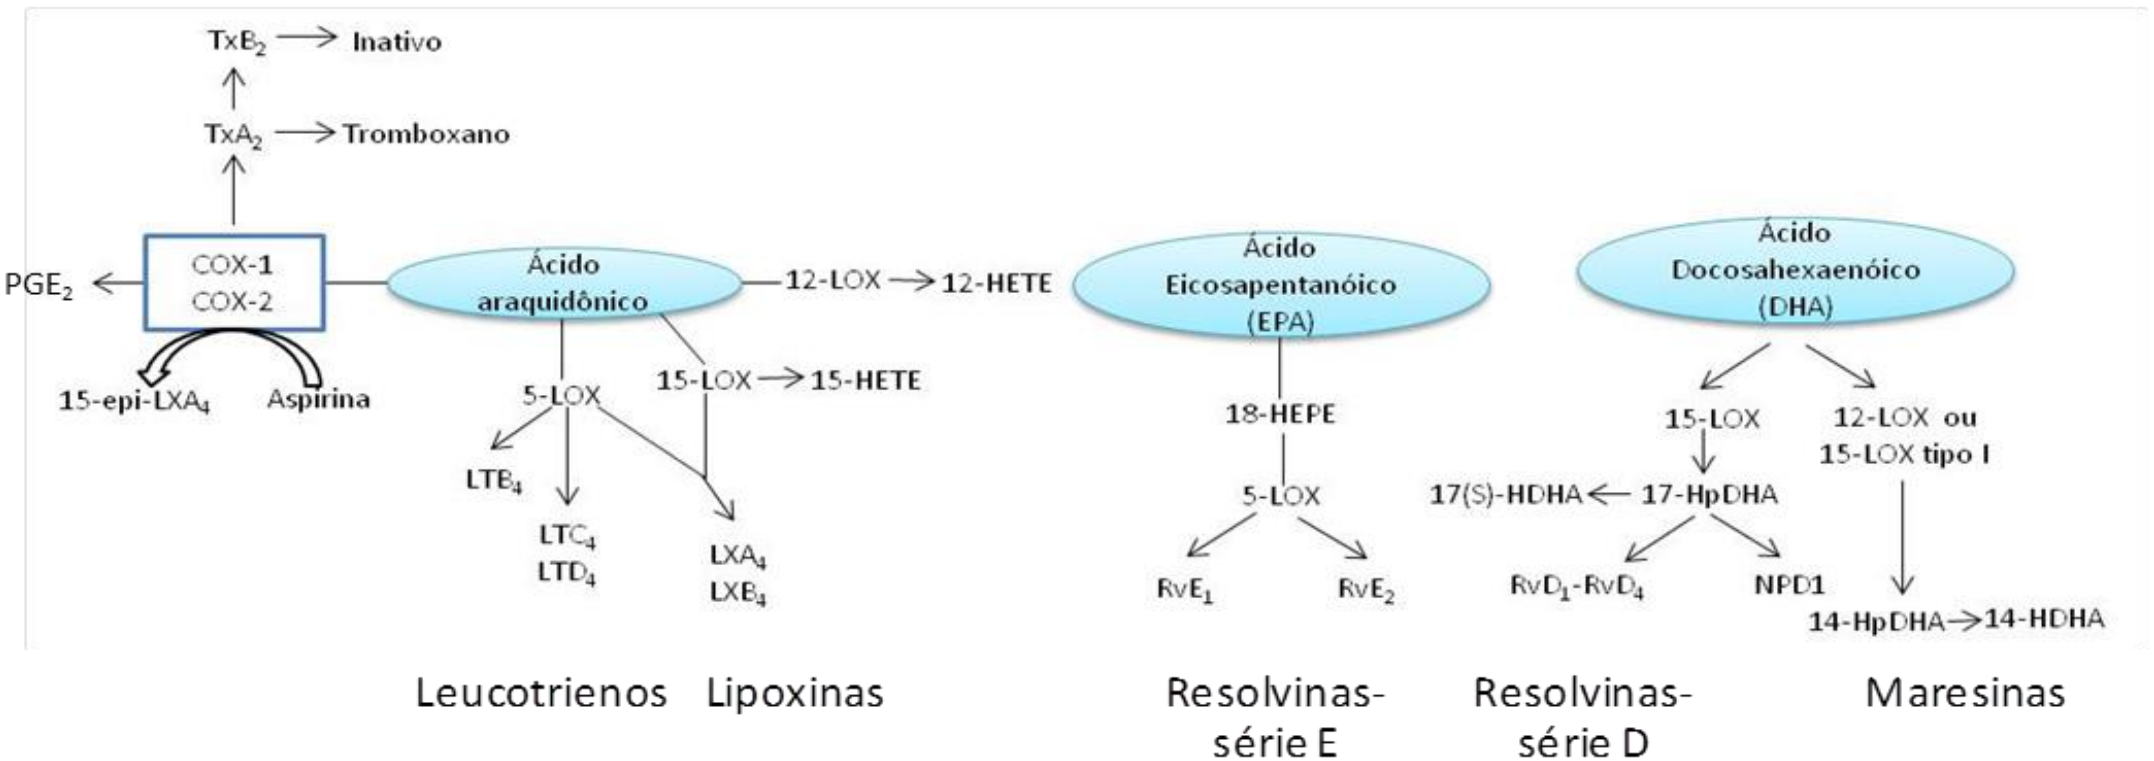 TxB2
Inativo
TxA2
Tromboxano
COX-1
COX-2
PGE2
15-epi-LXA4
Aspirina
Ácido
araquidônico
12-LOX
12-HETE
15-LOX
15-HETE
5-LOX
LTB4
LTC4
LTD4
LXA4
LXB4
Ácido
Eicosapentanóico
(EPA)
18-HEPE
5-LOX
RvE1
RvE2
Ácido
Docosahexaenóico
(DHA)
15-LOX
12-LOX ou
15-LOX tipo I
17(S)-HDHA
17-HpDHA
RvD1-RvD4
NPD1
14-HpDHA
14-HDHA
Leucotrienos
Lipoxinas
Resolvinas-
série E
Resolvinas-
série D
Maresinas